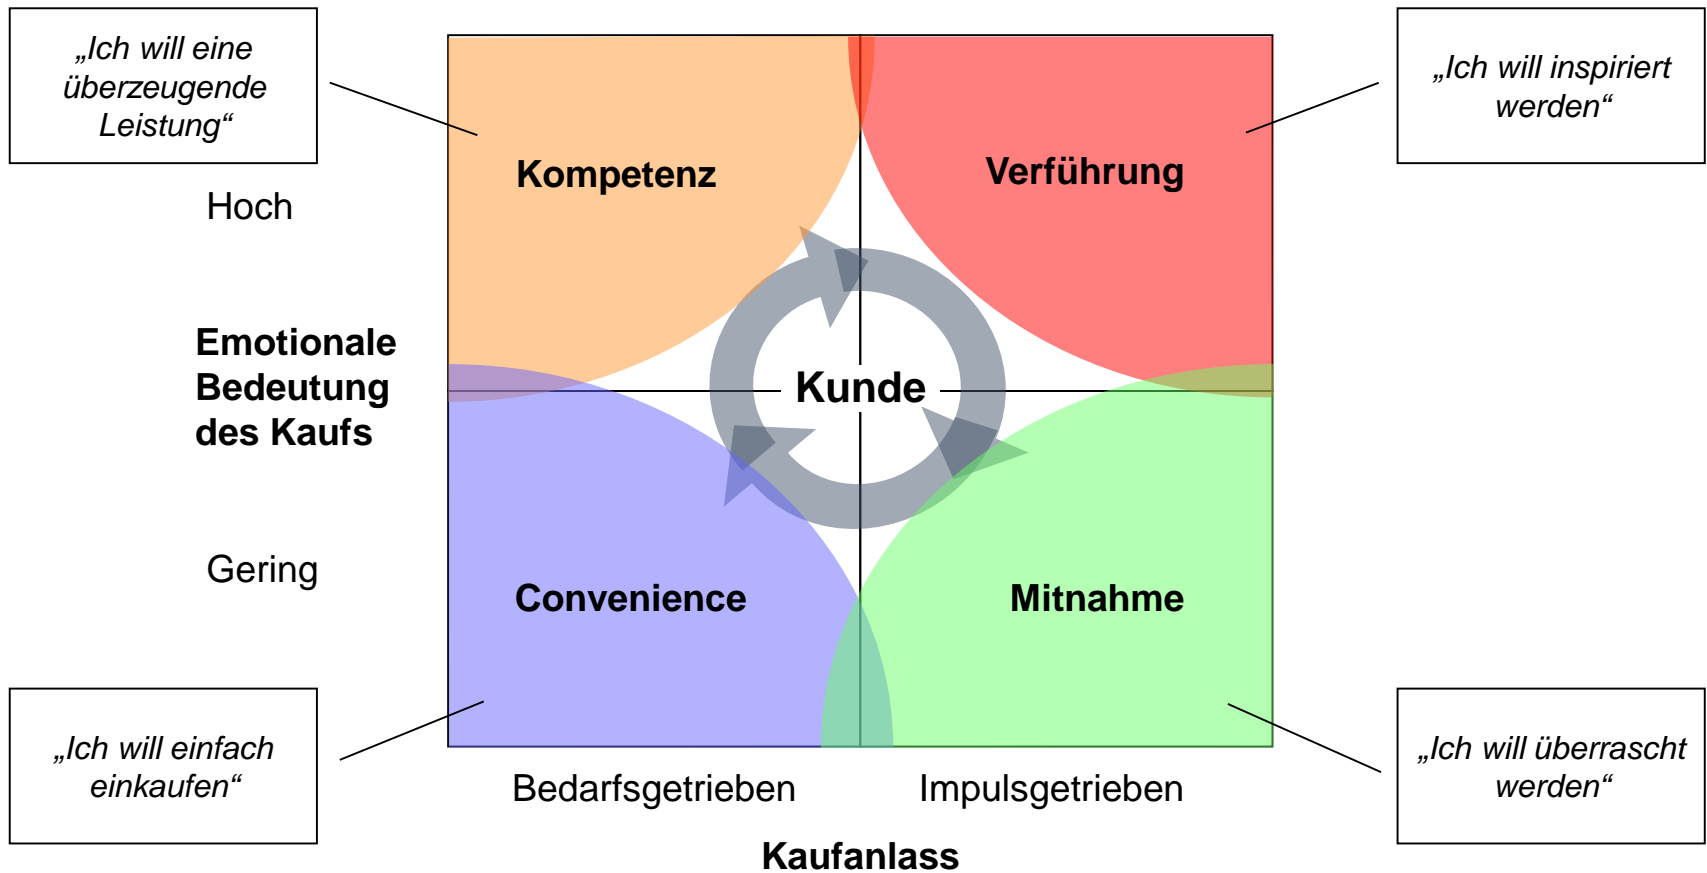 „Ich will eine
überzeugende
Leistung“
„Ich will inspiriert
werden“
Kompetenz
Verführung
Hoch
Emotionale
Bedeutung
des Kaufs
Kunde
Gering
Convenience
Mitnahme
„Ich will einfach
einkaufen“
„Ich will überrascht
werden“
Bedarfsgetrieben
Impulsgetrieben
Kaufanlass